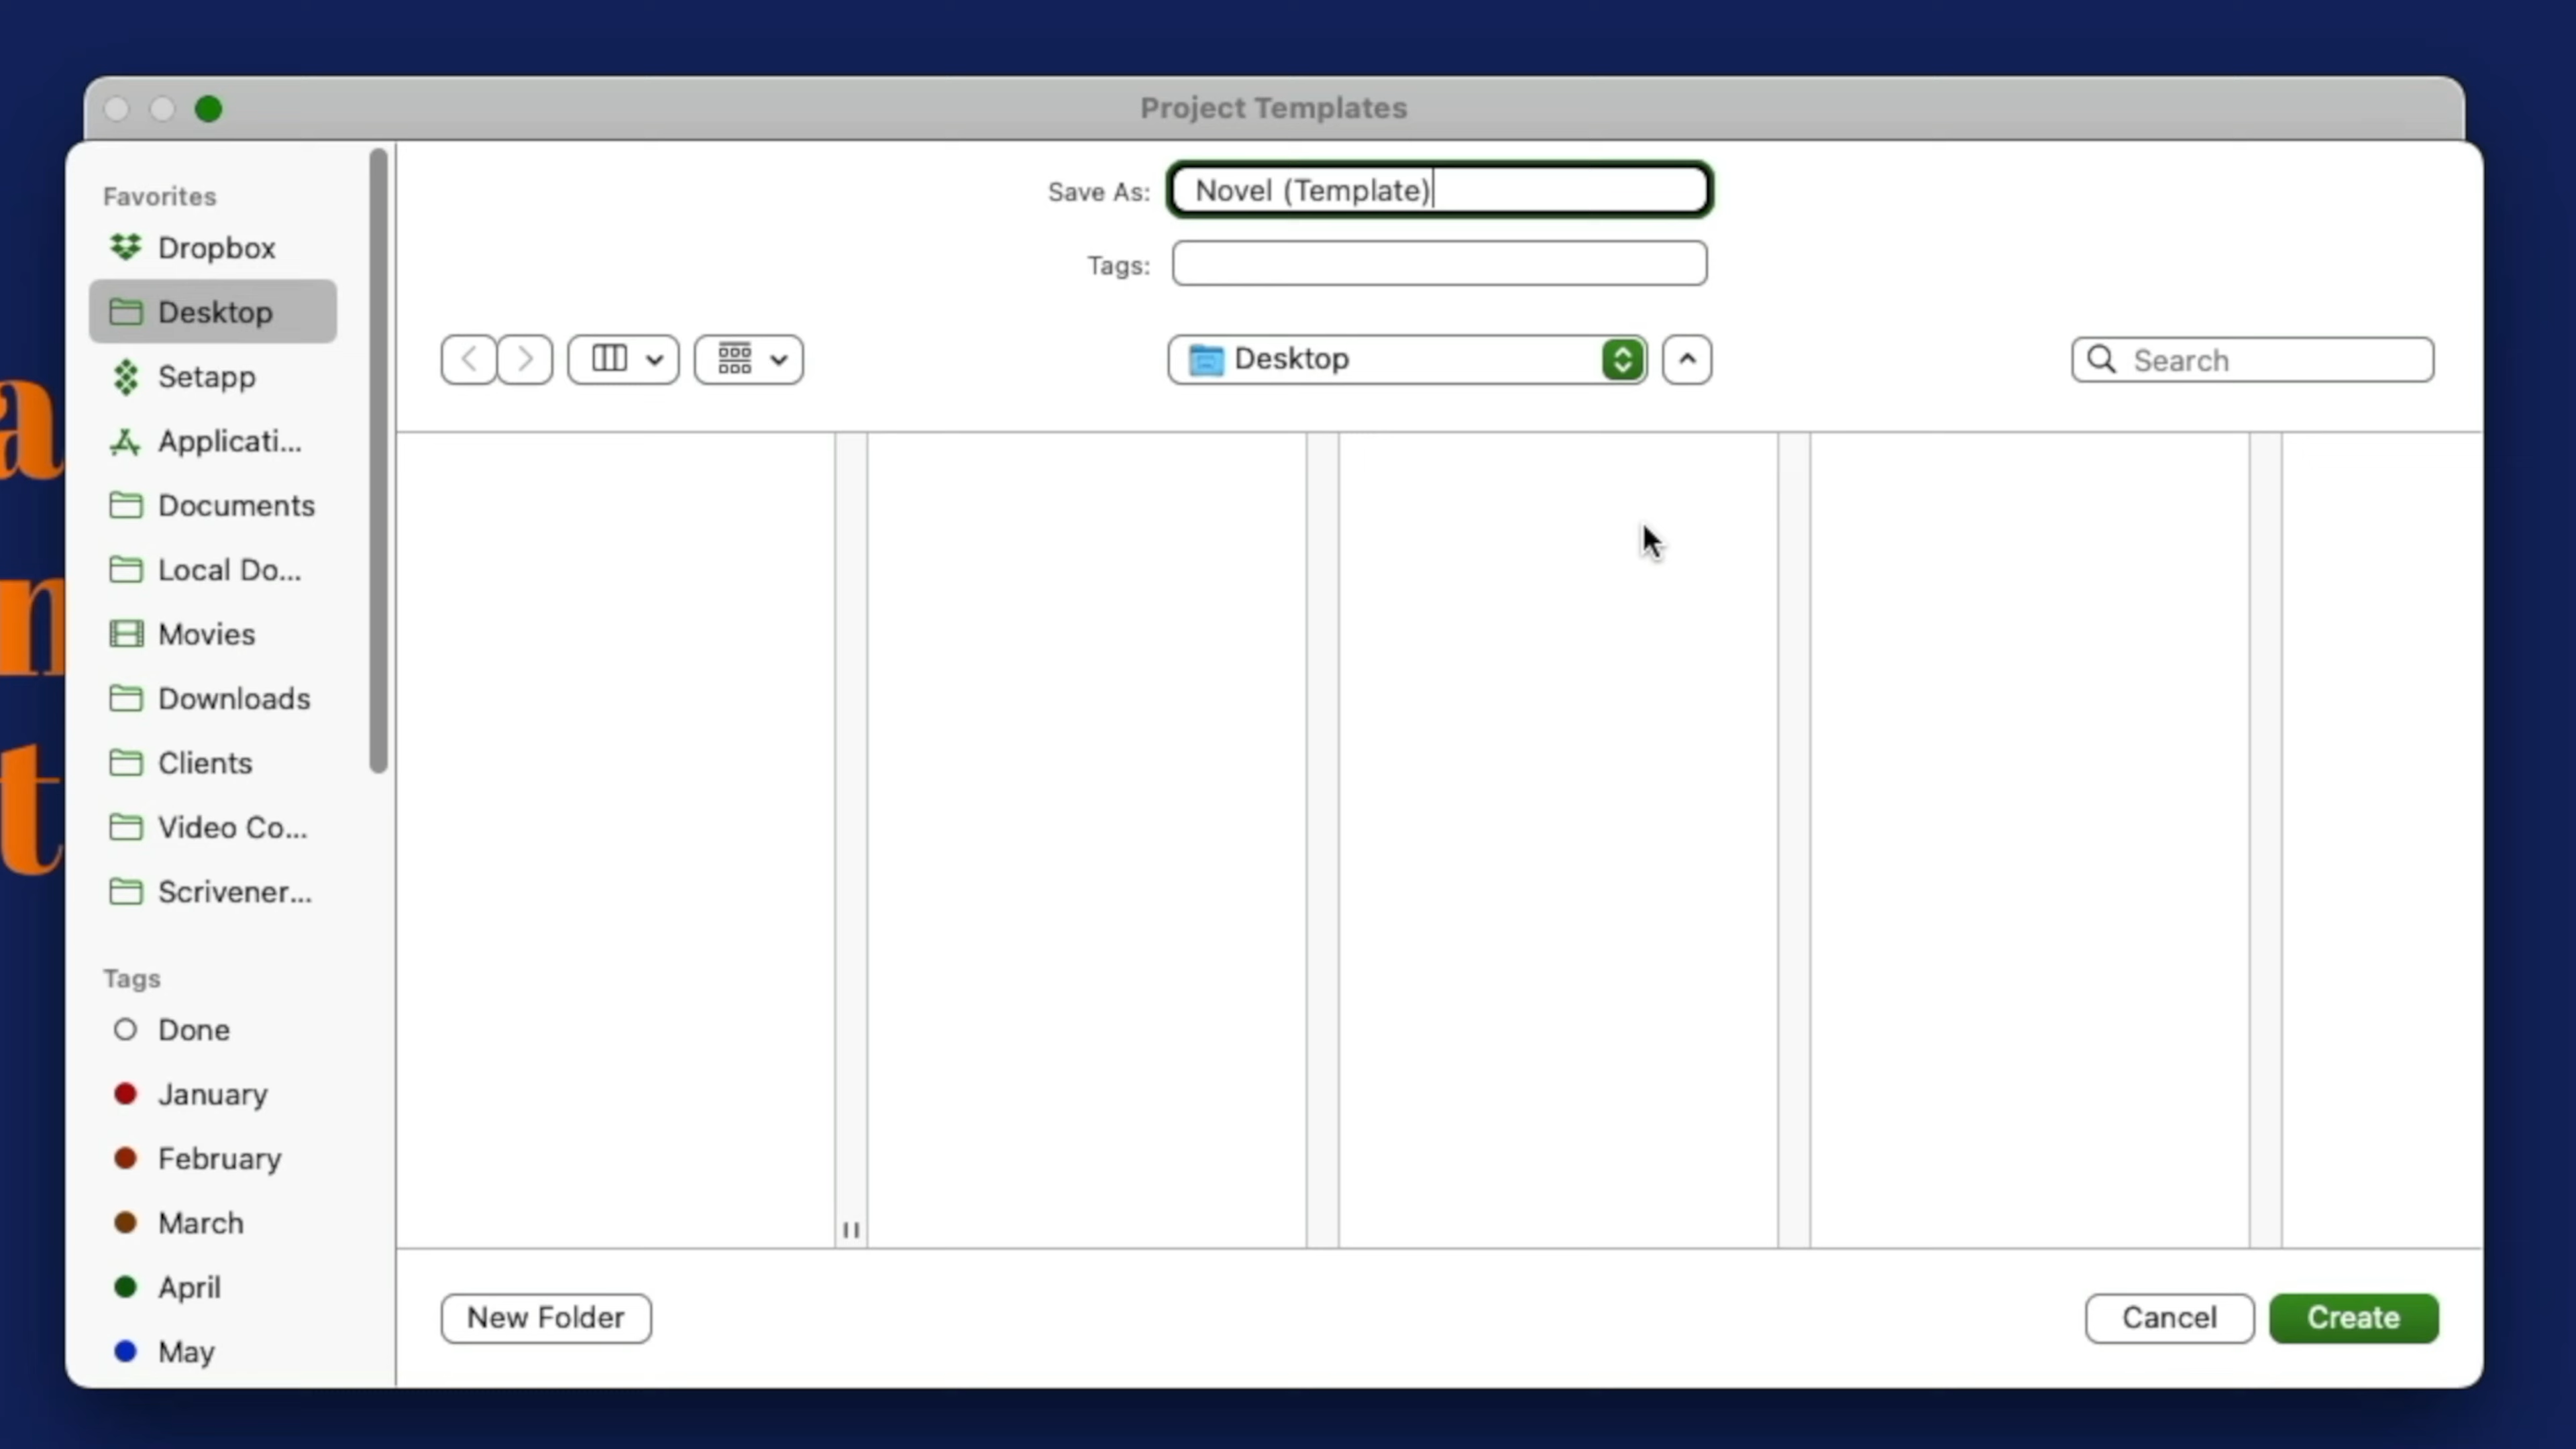 Project Templates
Favorites
Dropbox
Desktop
Setapp
Applicati...
Documents
Local Do...
Movies
Downloads
Clients
Video Co...
Scrivener...
Tags
Done
January
February
March
April
May
Save As: Novel (Template)
Tags:
Desktop
Search
New Folder
Cancel
Create
a
n
t